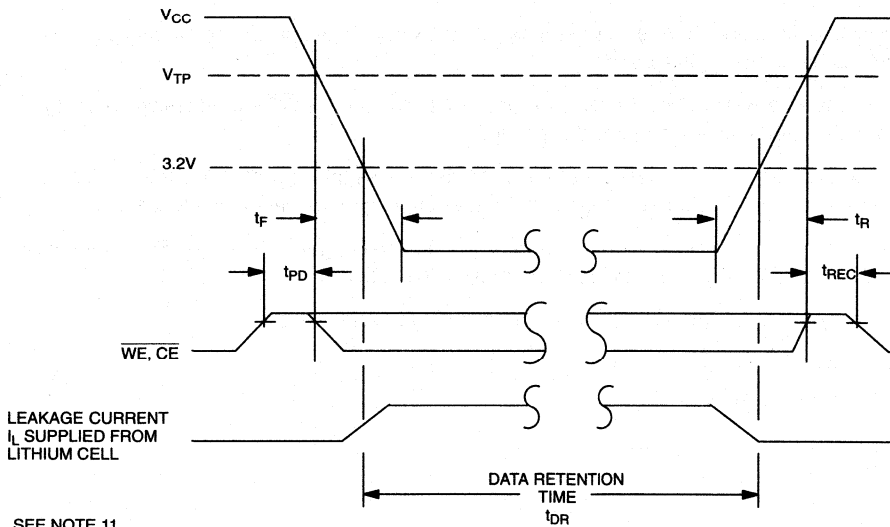 VCC
VTP
3.2V
tF
tR
tPD
tREC
WE, CE
LEAKAGE CURRENT
IL SUPPLIED FROM
LITHIUM CELL
DATA RETENTION
TIME
tDR
SEE NOTE 11